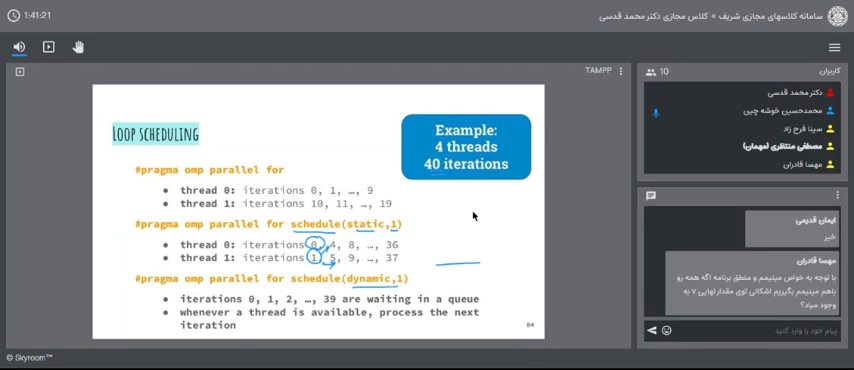 1:41:21
سامانه کلاسهای مجازی شریف » کلاس مجازی دکتر محمد قدسی
TAMPP
LOOP SCHEDULING
Example:
4 threads
40 iterations
#pragma omp parallel for
● thread 0: iterations 0, 1, …, 9
● thread 1: iterations 10, 11, …, 19
#pragma omp parallel for schedule(static,1)
● thread 0: iterations 0, 4, 8, …, 36
● thread 1: iterations 1, 5, 9, …, 37
#pragma omp parallel for schedule(dynamic,1)
● iterations 0, 1, 2, …, 39 are waiting in a queue
● whenever a thread is available, process the next
iteration
84
کاربران
10
دکتر محمد قدسی
محمدحسین خوشه چین
سینا فرح زاد
مصطفی منتظری (مهمان)
مهسا قادران
ایمان قدیمی
خیر
مهسا قادران
با توجه به خواص مینیمم و منطق برنامه اگه همه رو
باهم مینیمم بگیریم اشکالی توی مقدار نهایی v به
وجود میاد؟
پیام خود را وارد کنید
© Skyroom™